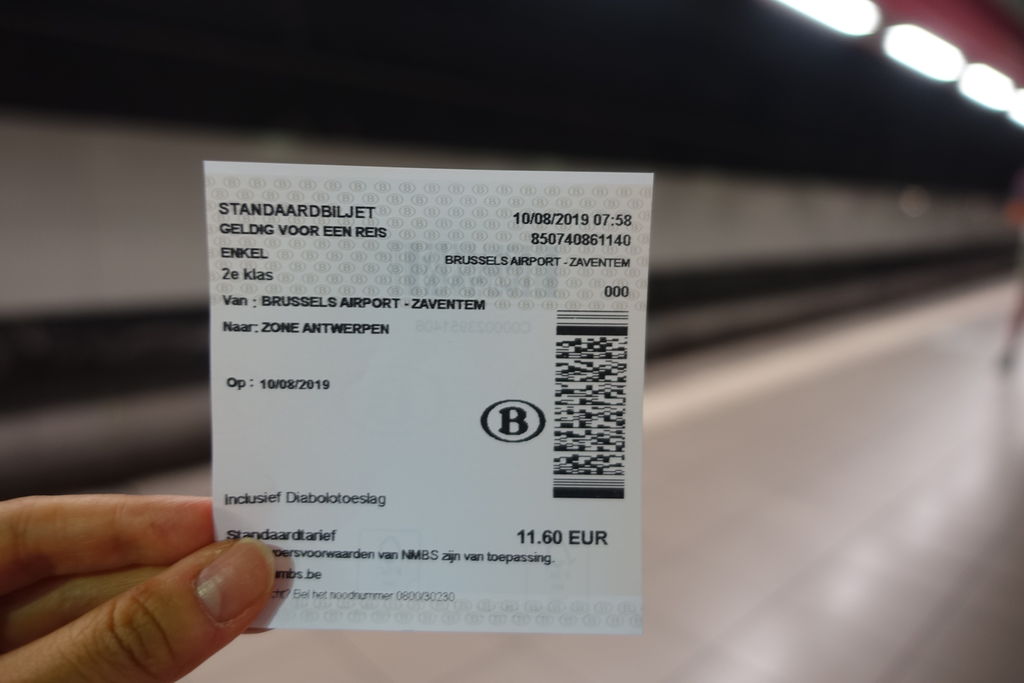 STANDAARDBILJET 10/08/2019 07:58
GELDIG VOOR EEN REIS 850740861140
ENKEL BRUSSELS AIRPORT - ZAVENTEM
2e klas 000
Van : BRUSSELS AIRPORT - ZAVENTEM
Naar: ZONE ANTWERPEN
Op : 10/08/2019
B
Inclusief Diabolotoeslag
Standaardtarief 11.60 EUR
van NMBS zijn van toepassing.
Bel het noodnummer 0800/30230